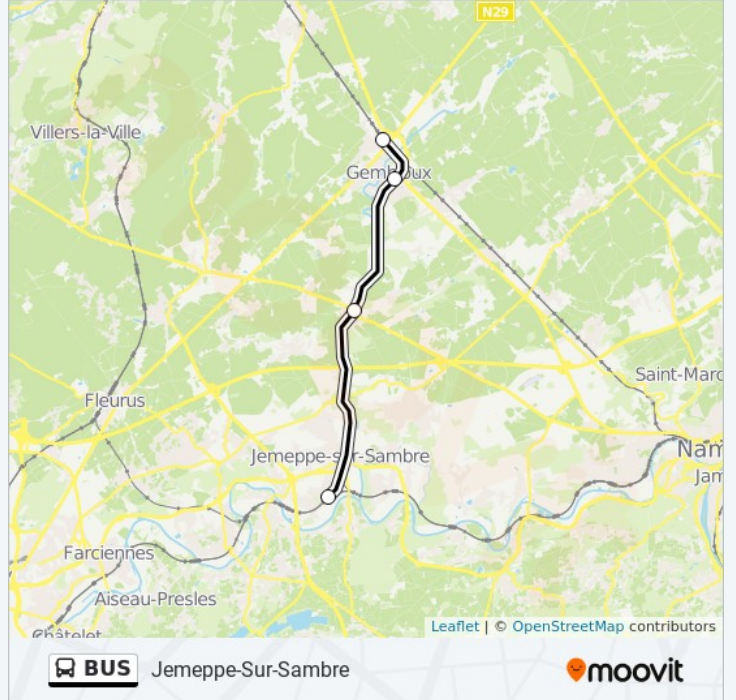 N29
Villers-la-Ville
Gembloux
Saint-Marc
Fleurus
Jemeppe-sur-Sambre
Nam
Jam
Farciennes
Aiseau-Presles
Châtelet
Leaflet | © OpenStreetMap contributors
BUS Jemeppe-Sur-Sambre
moovit